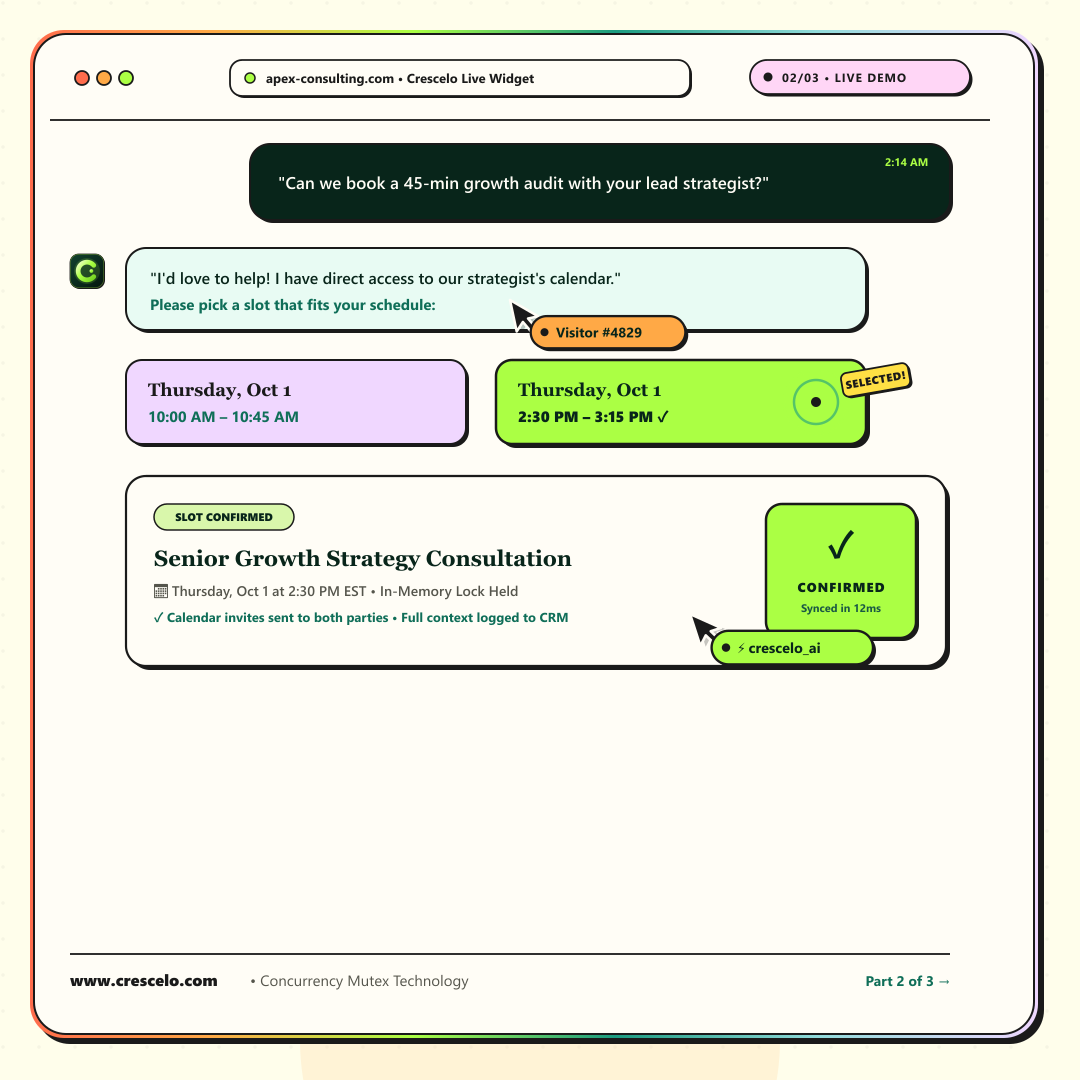 apex-consulting.com • Crescelo Live Widget
02/03 • LIVE DEMO
2:14 AM
"Can we book a 45-min growth audit with your lead strategist?"
"I'd love to help! I have direct access to our strategist's calendar."
Please pick a slot that fits your schedule:
Visitor #4829
Thursday, Oct 1
10:00 AM – 10:45 AM
Thursday, Oct 1
2:30 PM – 3:15 PM ✓
SELECTED!
SLOT CONFIRMED
Senior Growth Strategy Consultation
📅 Thursday, Oct 1 at 2:30 PM EST • In-Memory Lock Held
✓ Calendar invites sent to both parties • Full context logged to CRM
✓
CONFIRMED
Synced in 12ms
⚡ crescelo_ai
www.crescelo.com • Concurrency Mutex Technology
Part 2 of 3 →